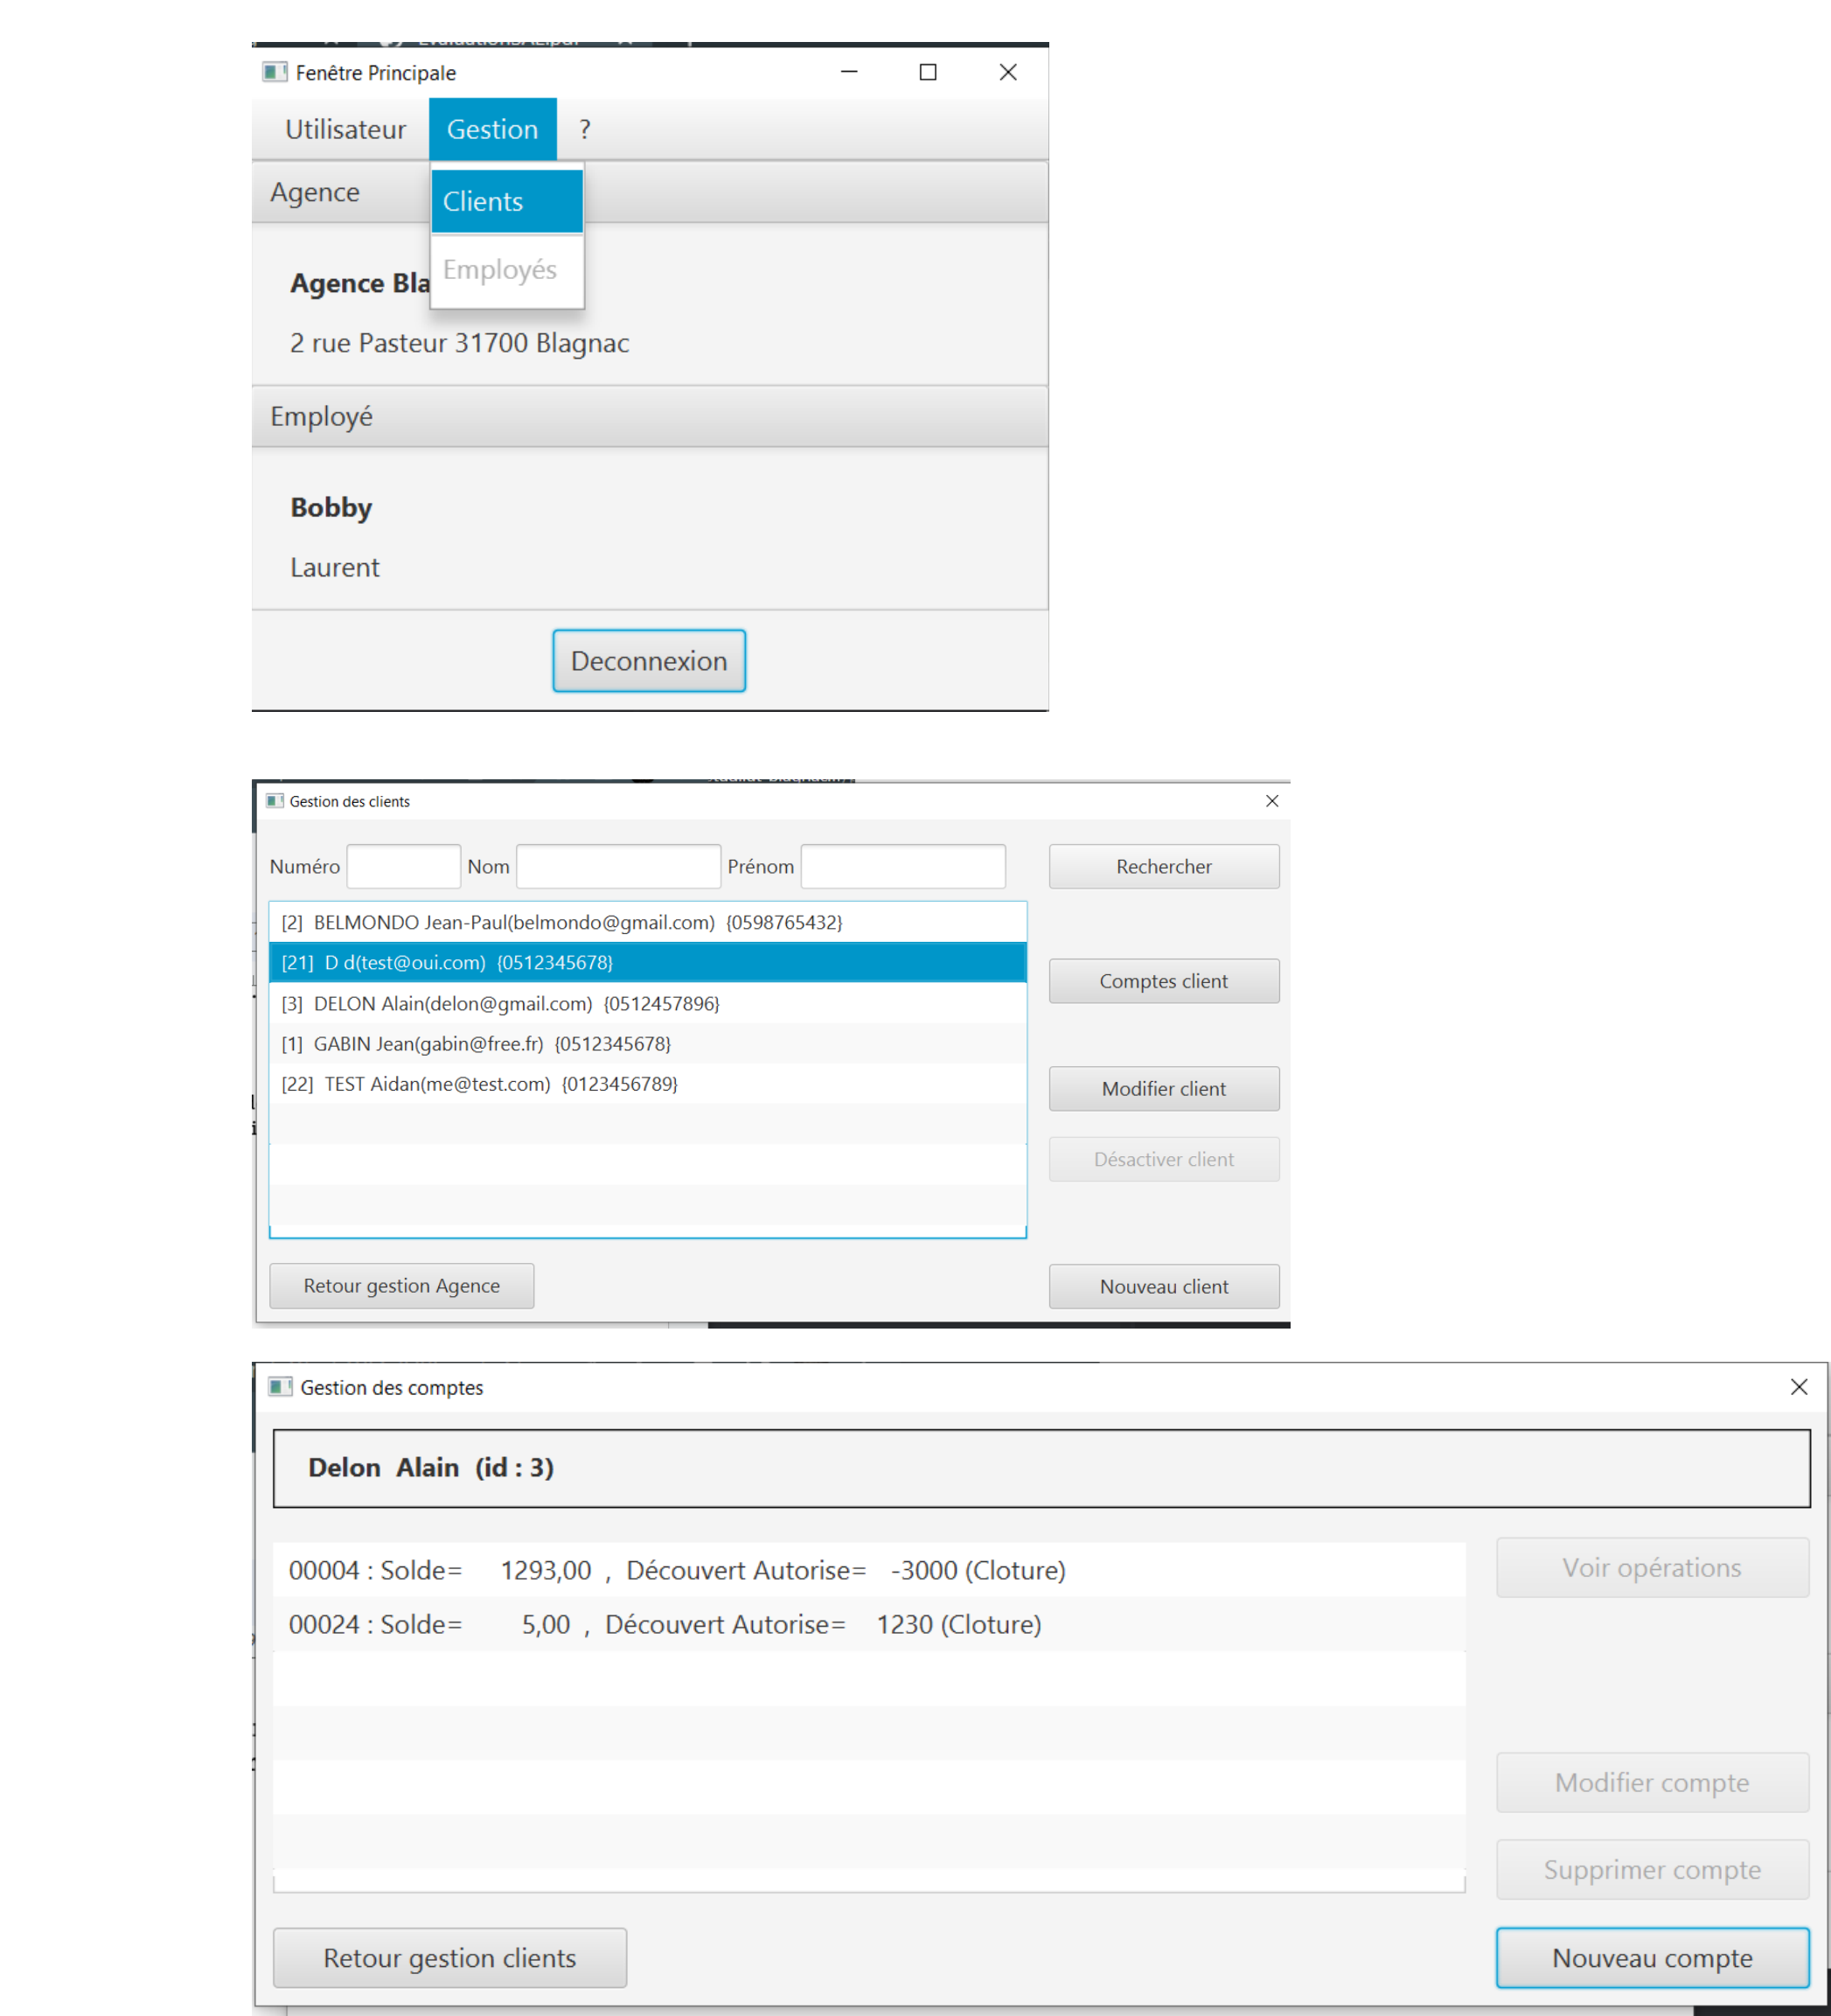 EvaluationSAE.pdf
Fenêtre Principale
Utilisateur Gestion ?
Agence Clients
Employés
Agence Bla
2 rue Pasteur 31700 Blagnac
Employé
Bobby
Laurent
Deconnexion
Gestion des clients
Numéro Nom Prénom Rechercher
[2] BELMONDO Jean-Paul(belmondo@gmail.com) {0598765432}
[21] D d(test@oui.com) {0512345678}
Comptes client
[3] DELON Alain(delon@gmail.com) {0512457896}
[1] GABIN Jean(gabin@free.fr) {0512345678}
[22] TEST Aidan(me@test.com) {0123456789}
Modifier client
Désactiver client
Retour gestion Agence Nouveau client
Gestion des comptes
Delon Alain (id : 3)
00004 : Solde= 1293,00 , Découvert Autorise= -3000 (Cloture)
Voir opérations
00024 : Solde= 5,00 , Découvert Autorise= 1230 (Cloture)
Modifier compte
Supprimer compte
Retour gestion clients Nouveau compte